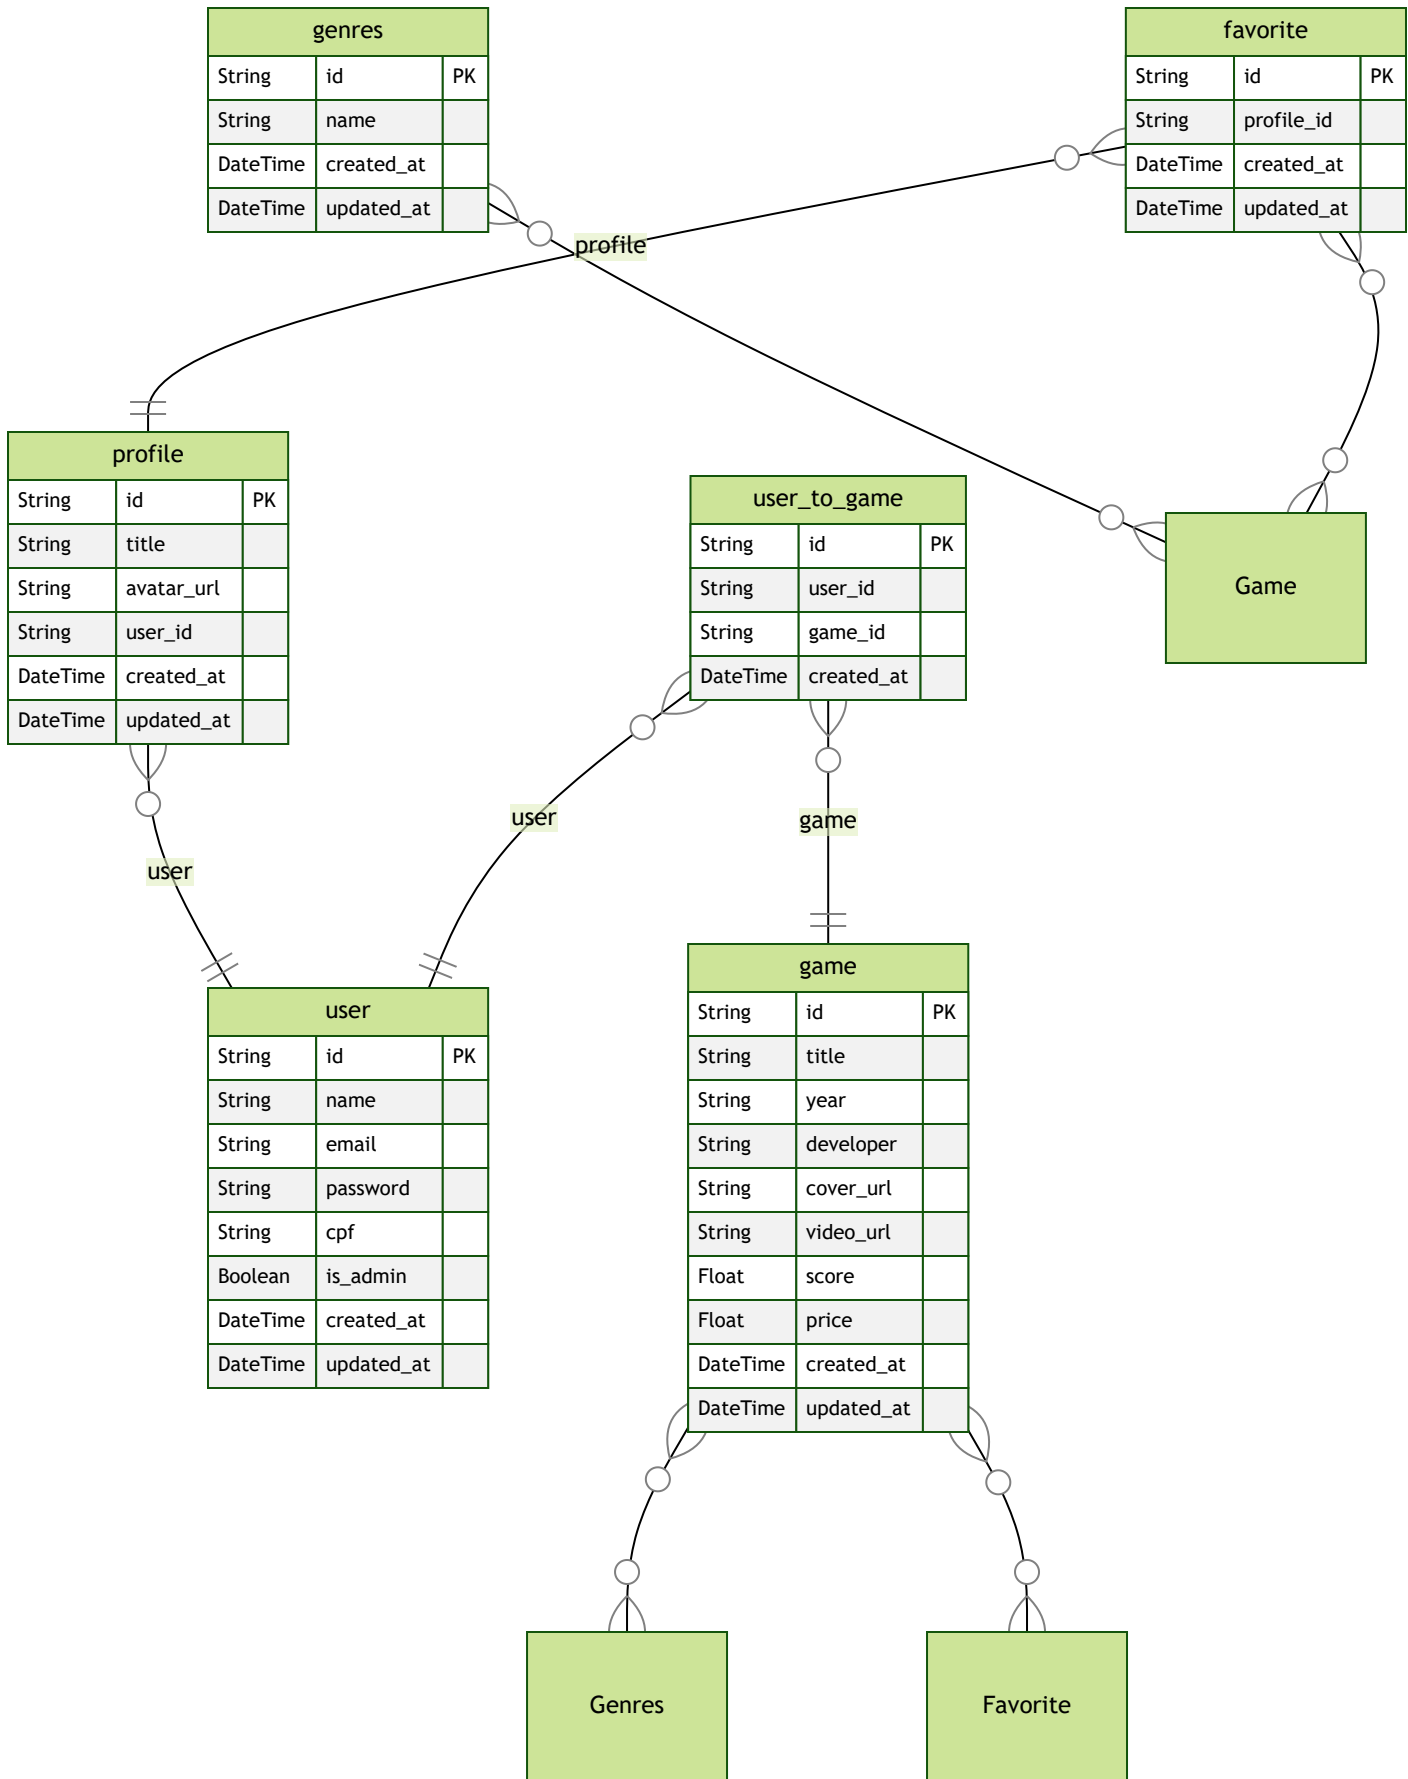 genres
String id PK
String name
DateTime created_at
DateTime updated_at
favorite
String id PK
String profile_id
DateTime created_at
DateTime updated_at
profile
profile
String id PK
String title
String avatar_url
String user_id
DateTime created_at
DateTime updated_at
user_to_game
String id PK
String user_id
String game_id
DateTime created_at
Game
user
game
user
user
String id PK
String name
String email
String password
String cpf
Boolean is_admin
DateTime created_at
DateTime updated_at
game
String id PK
String title
String year
String developer
String cover_url
String video_url
Float score
Float price
DateTime created_at
DateTime updated_at
Genres
Favorite